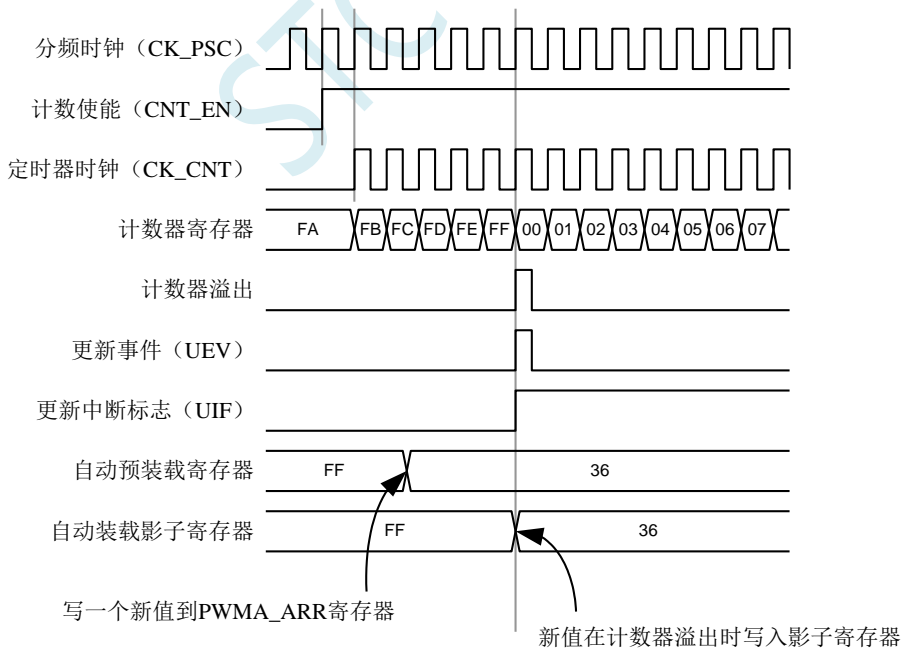 STC
分频时钟（CK_PSC）
计数使能（CNT_EN）
定时器时钟（CK_CNT）
计数器寄存器 FA FB FC FD FE FF 00 01 02 03 04 05 06 07
计数器溢出
更新事件（UEV）
更新中断标志（UIF）
自动预装载寄存器 FF 36
自动装载影子寄存器 FF 36
写一个新值到PWMA_ARR寄存器
新值在计数器溢出时写入影子寄存器